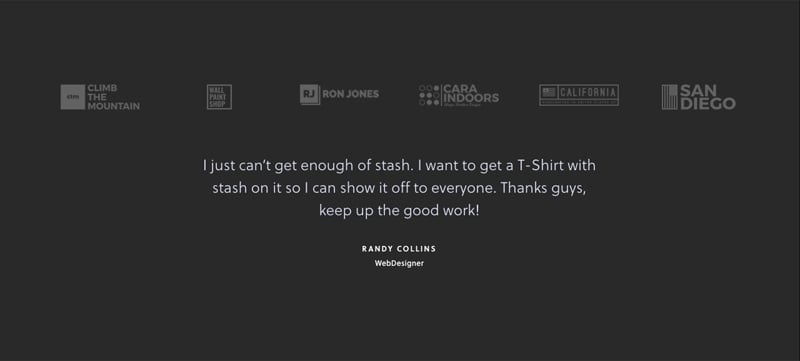 ctm
CLIMB
THE
MOUNTAIN
WALL
PAINT
SHOP
RJ
RON JONES
CARA
INDOORS
CALIFORNIA
SAN
DIEGO
I just can't get enough of stash. I want to get a T-Shirt with
stash on it so I can show it off to everyone. Thanks guys,
keep up the good work!
RANDY COLLINS
WebDesigner